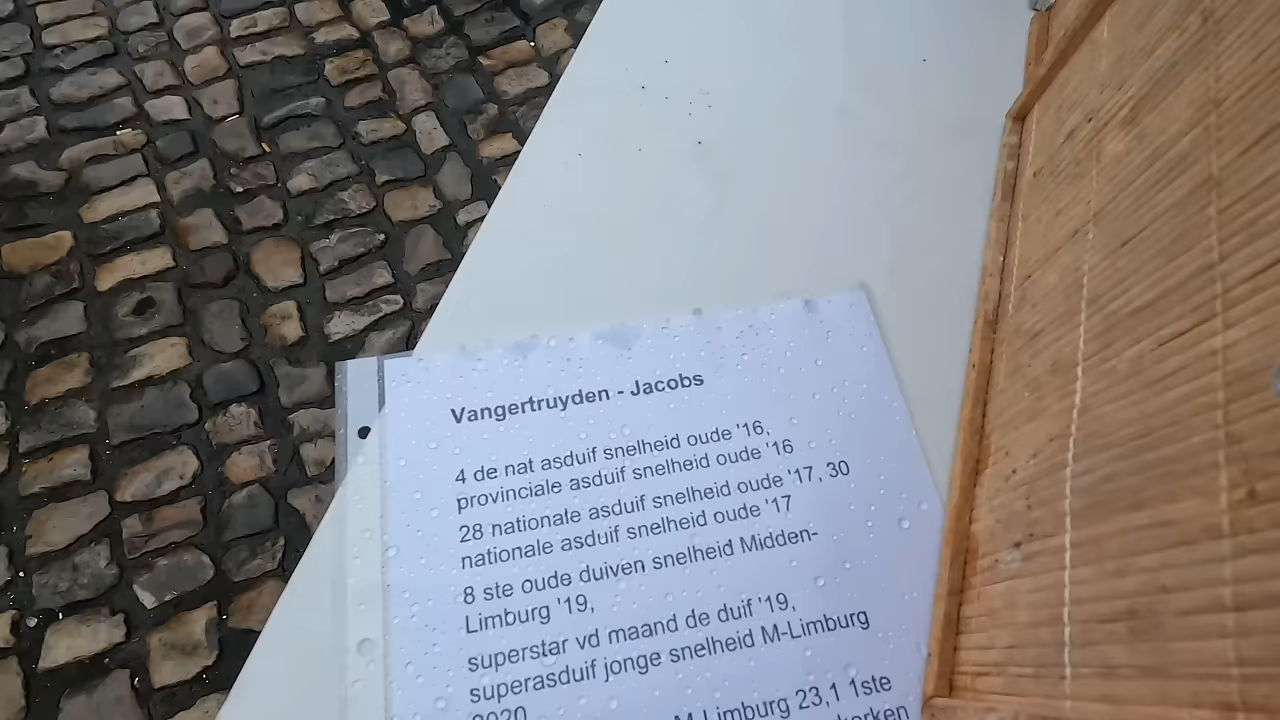 Vangertruyden - Jacobs
4 de nat asduif snelheid oude '16,
provinciale asduif snelheid oude '16
28 nationale asduif snelheid oude '17, 30
nationale asduif snelheid oude '17
8 ste oude duiven snelheid Midden-
Limburg '19,
superstar vd maand de duif '19,
superasduif jonge snelheid M-Limburg
2020 M-Limburg 23,1 1ste